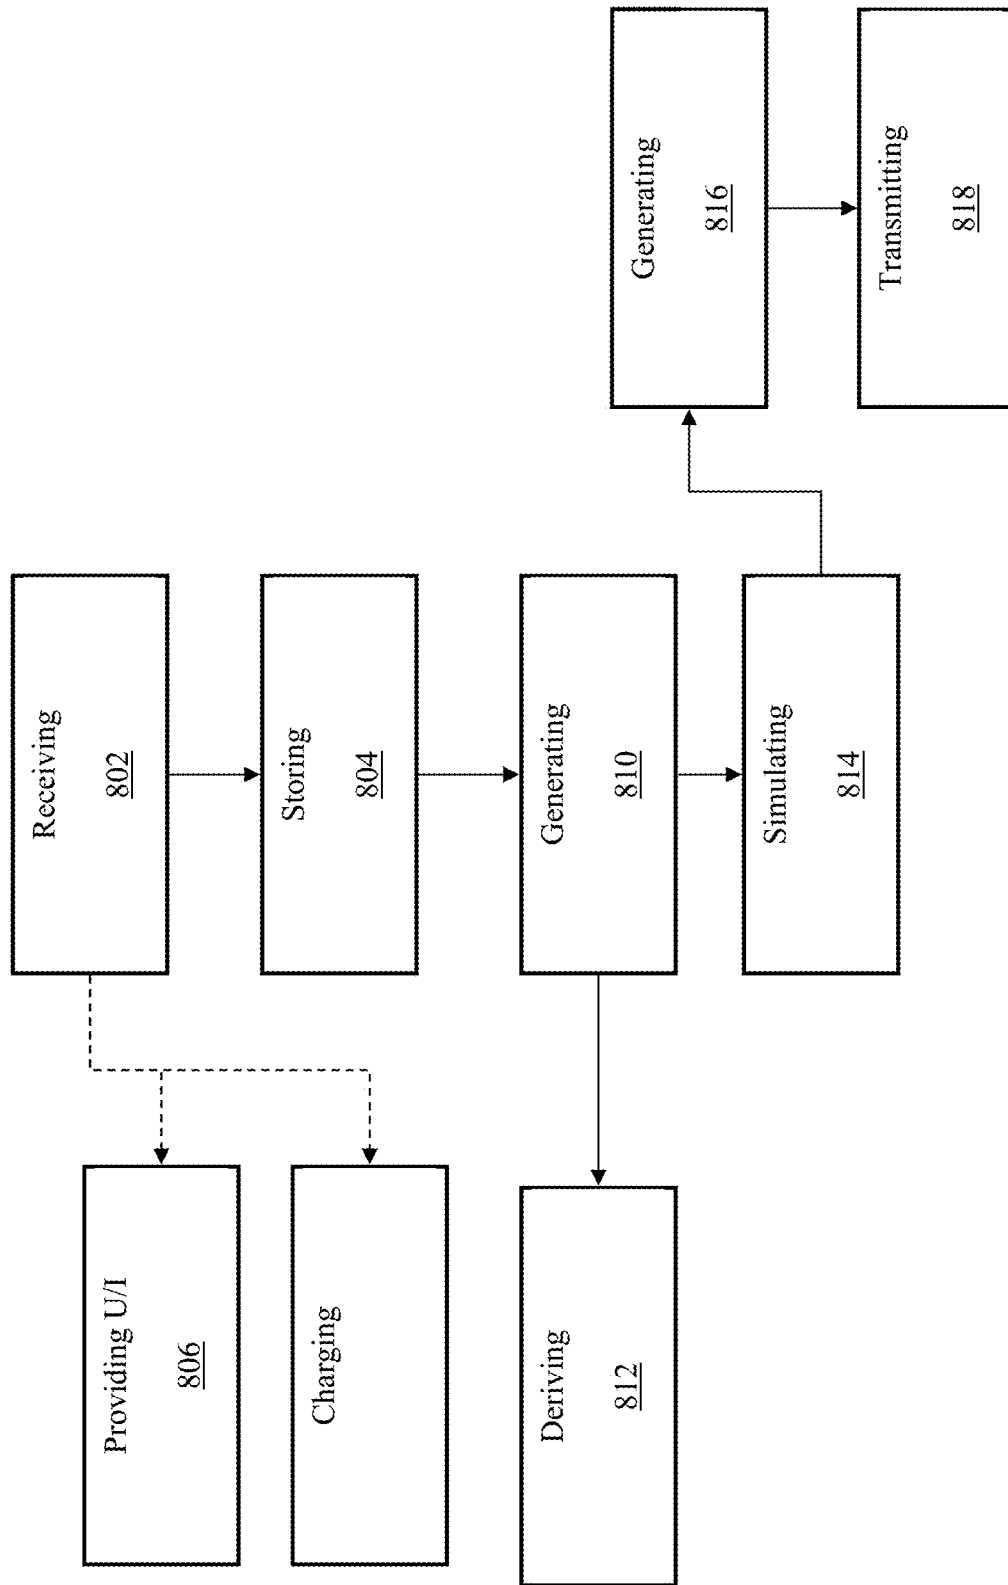 Providing U/I
806
Charging
Receiving
802
Storing
804
Generating
810
Deriving
812
Simulating
814
Generating
816
Transmitting
818